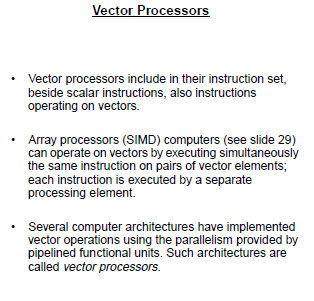 Vector Processors
• Vector processors include in their instruction set,
beside scalar instructions, also instructions
operating on vectors.
• Array processors (SIMD) computers (see slide 29)
can operate on vectors by executing simultaneously
the same instruction on pairs of vector elements;
each instruction is executed by a separate
processing element.
• Several computer architectures have implemented
vector operations using the parallelism provided by
pipelined functional units. Such architectures are
called vector processors.